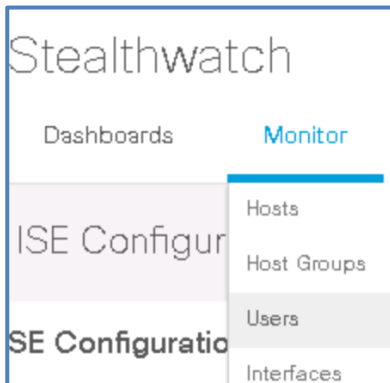 Stealthwatch
Dashboards Monitor
Hosts
ISE Configur
Host Groups
Users
SE Configuratio
Interfaces